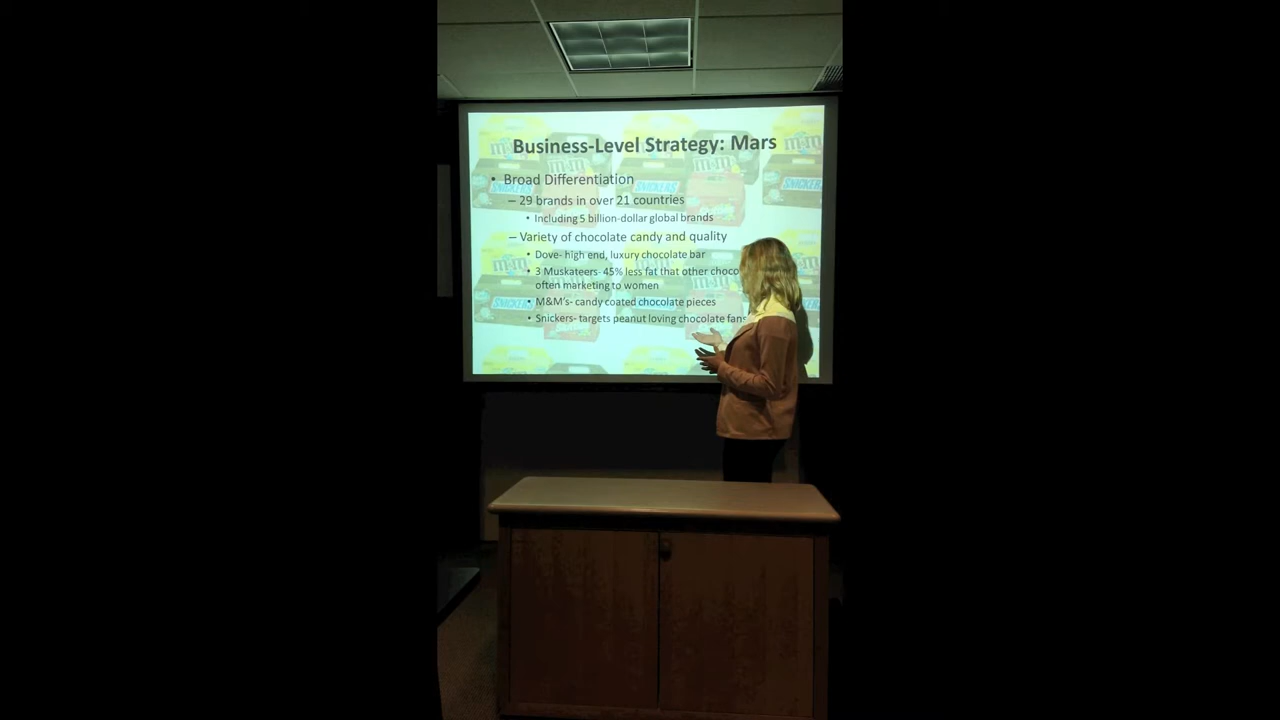 Business-Level Strategy: Mars
• Broad Differentiation
– 29 brands in over 21 countries
• Including 5 billion-dollar global brands
– Variety of chocolate candy and quality
• Dove- high end, luxury chocolate bar
• 3 Muskateers- 45% less fat that other choco
often marketing to women
• M&M's- candy coated chocolate pieces
• Snickers- targets peanut loving chocolate fans